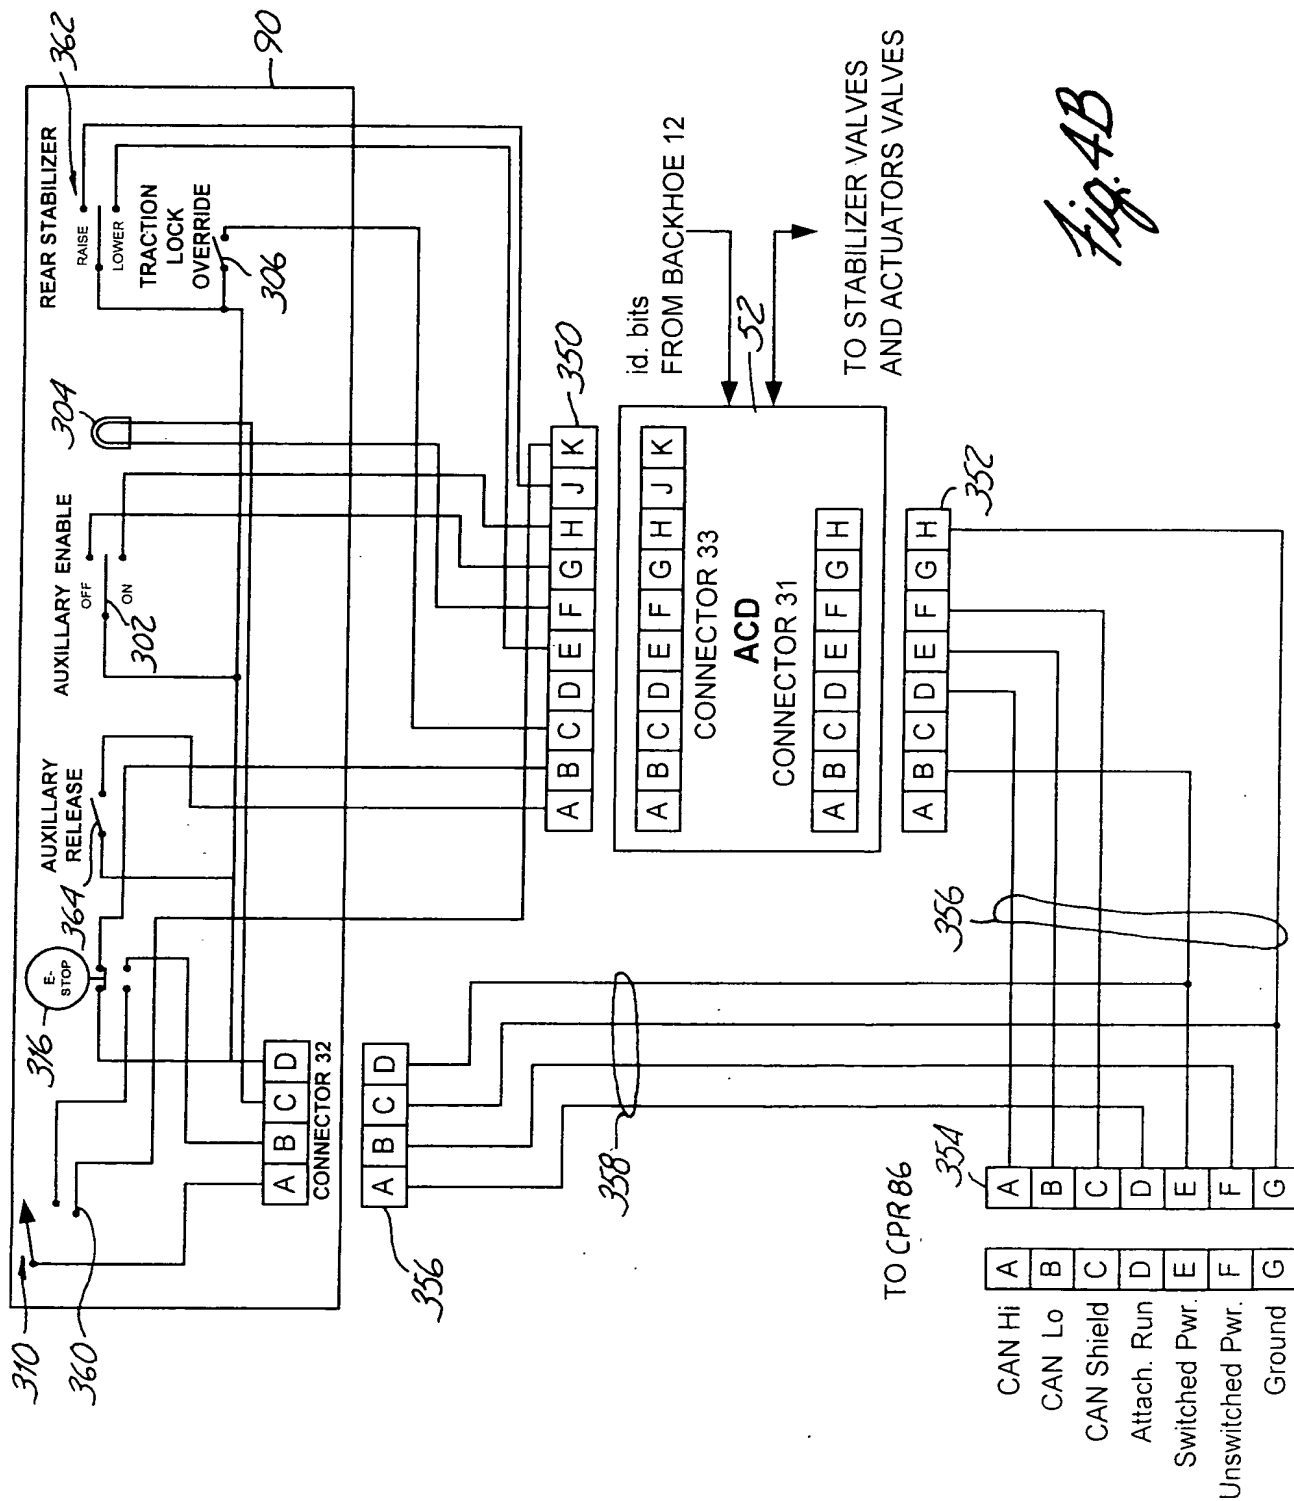 REAR STABILIZER
RAISE
LOWER
TRACTION
LOCK
OVERRIDE
362
90
306
304
AUXILLARY ENABLE
OFF
ON
302
AUXILLARY
RELEASE
364
E-
STOP
316
310
360
A B C D
CONNECTOR 32
A B C D
356
358
A B C D E F G H J K
350
A B C D E F G H J K
CONNECTOR 33
ACD
CONNECTOR 31
A B C D E F G H
52
id. bits
FROM BACKHOE 12
TO STABILIZER VALVES
AND ACTUATORS VALVES
A B C D E F G H
352
356
TO CPR 86
354
A B C D E F G
A B C D E F G
CAN Hi
CAN Lo
CAN Shield
Attach. Run
Switched Pwr.
Unswitched Pwr.
Ground
Fig. 4B